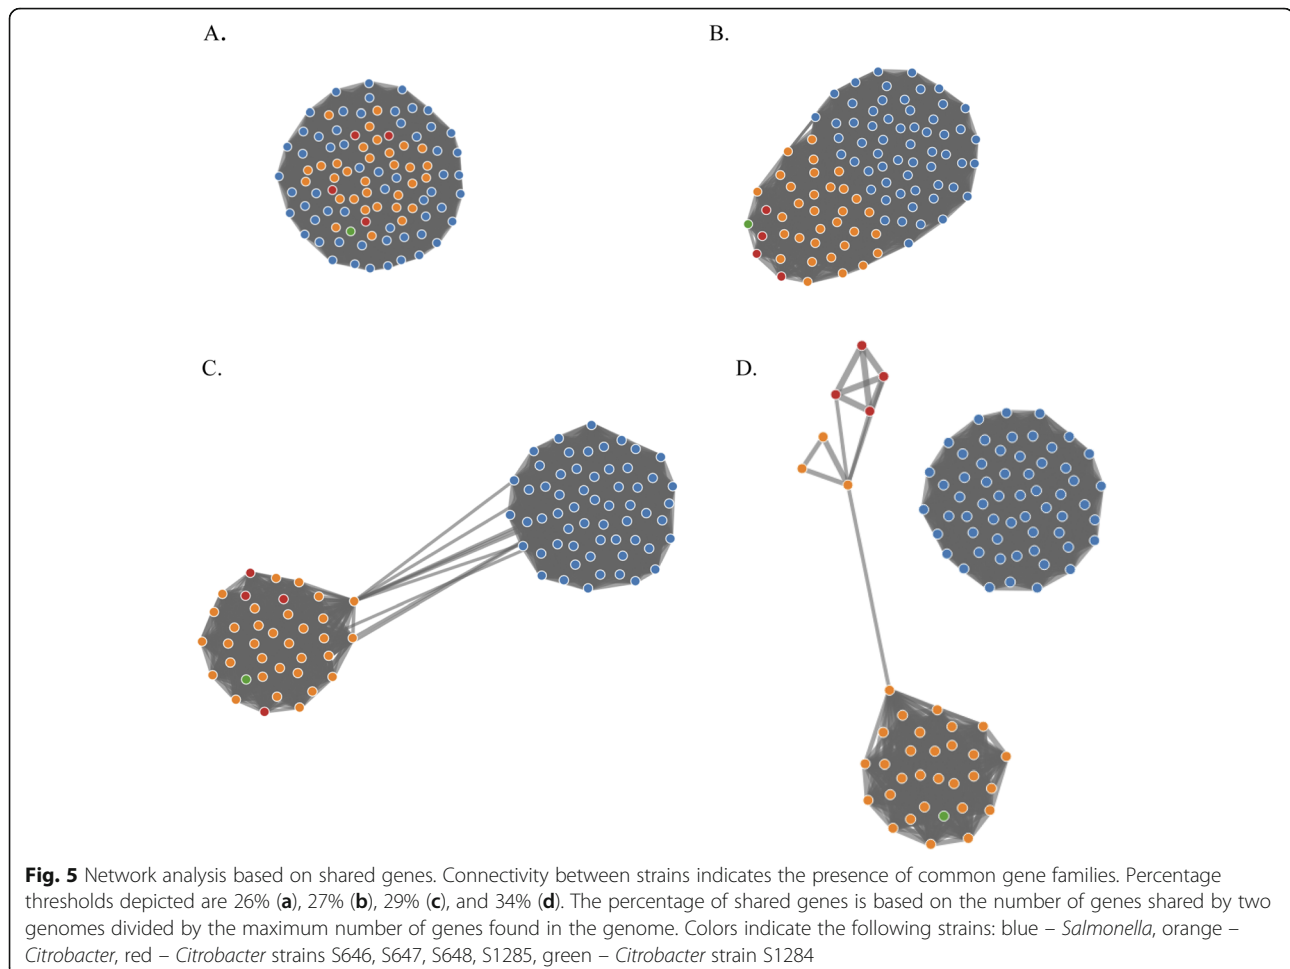 A.
B.
C.
D.
Fig. 5 Network analysis based on shared genes. Connectivity between strains indicates the presence of common gene families. Percentage
thresholds depicted are 26% (a), 27% (b), 29% (c), and 34% (d). The percentage of shared genes is based on the number of genes shared by two
genomes divided by the maximum number of genes found in the genome. Colors indicate the following strains: blue – Salmonella, orange –
Citrobacter, red – Citrobacter strains S646, S647, S648, S1285, green – Citrobacter strain S1284